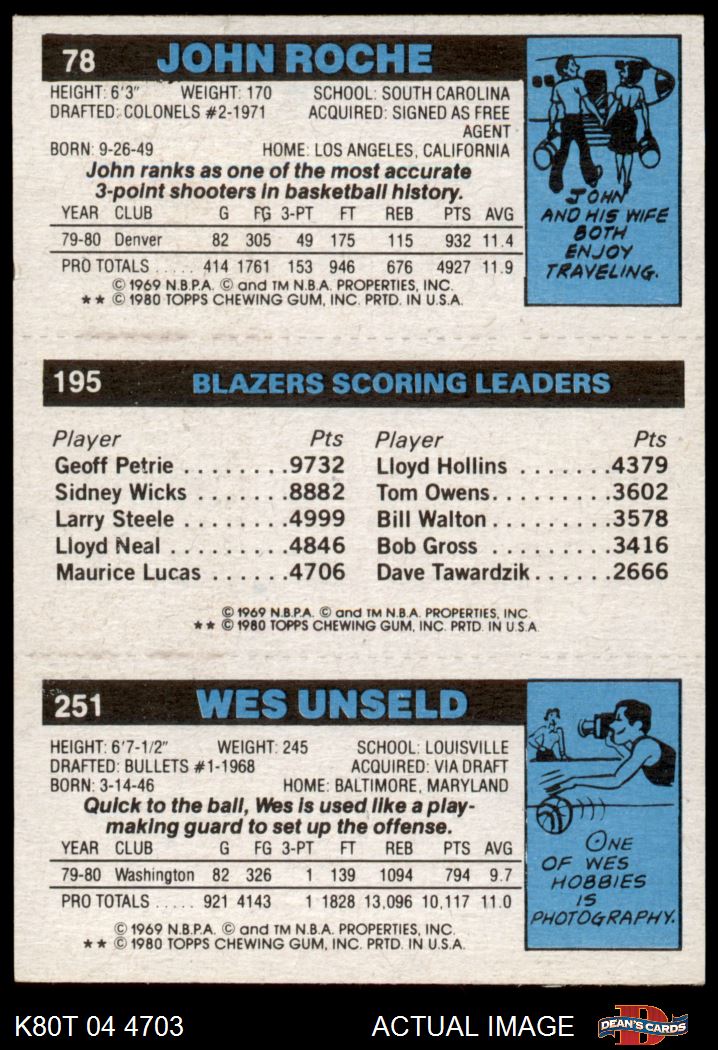 78 JOHN ROCHE
HEIGHT: 6'3" WEIGHT: 170 SCHOOL: SOUTH CAROLINA
DRAFTED: COLONELS #2-1971 ACQUIRED: SIGNED AS FREE
AGENT
BORN: 9-26-49 HOME: LOS ANGELES, CALIFORNIA
John ranks as one of the most accurate
3-point shooters in basketball history.
YEAR CLUB G FG 3-PT FT REB PTS AVG
79-80 Denver 82 305 49 175 115 932 11.4
PRO TOTALS ..... 414 1761 153 946 676 4927 11.9
© 1969 N.B.P.A. © and TM N.B.A. PROPERTIES, INC.
** © 1980 TOPPS CHEWING GUM, INC. PRTD. IN U.S.A.
JOHN
AND HIS WIFE
BOTH
ENJOY
TRAVELING.
195 BLAZERS SCORING LEADERS
Player Pts Player Pts
Geoff Petrie ........9732 Lloyd Hollins .......4379
Sidney Wicks .......8882 Tom Owens.........3602
Larry Steele ........4999 Bill Walton.........3578
Lloyd Neal .........4846 Bob Gross .........3416
Maurice Lucas ......4706 Dave Tawardzik......2666
© 1969 N.B.P.A. © and TM N.B.A. PROPERTIES, INC.
** © 1980 TOPPS CHEWING GUM, INC. PRTD. IN U.S.A.
251 WES UNSELD
HEIGHT: 6'7-1/2" WEIGHT: 245 SCHOOL: LOUISVILLE
DRAFTED: BULLETS #1-1968 ACQUIRED: VIA DRAFT
BORN: 3-14-46 HOME: BALTIMORE, MARYLAND
Quick to the ball, Wes is used like a play-
making guard to set up the offense.
YEAR CLUB G FG 3-PT FT REB PTS AVG
79-80 Washington 82 326 1 139 1094 794 9.7
PRO TOTALS ..... 921 4143 1 1828 13,096 10,117 11.0
© 1969 N.B.P.A. © and TM N.B.A. PROPERTIES, INC.
** © 1980 TOPPS CHEWING GUM, INC. PRTD. IN U.S.A.
ONE
OF WES
HOBBIES
IS
PHOTOGRAPHY.
K80T 04 4703 ACTUAL IMAGE D DEAN'S CARDS